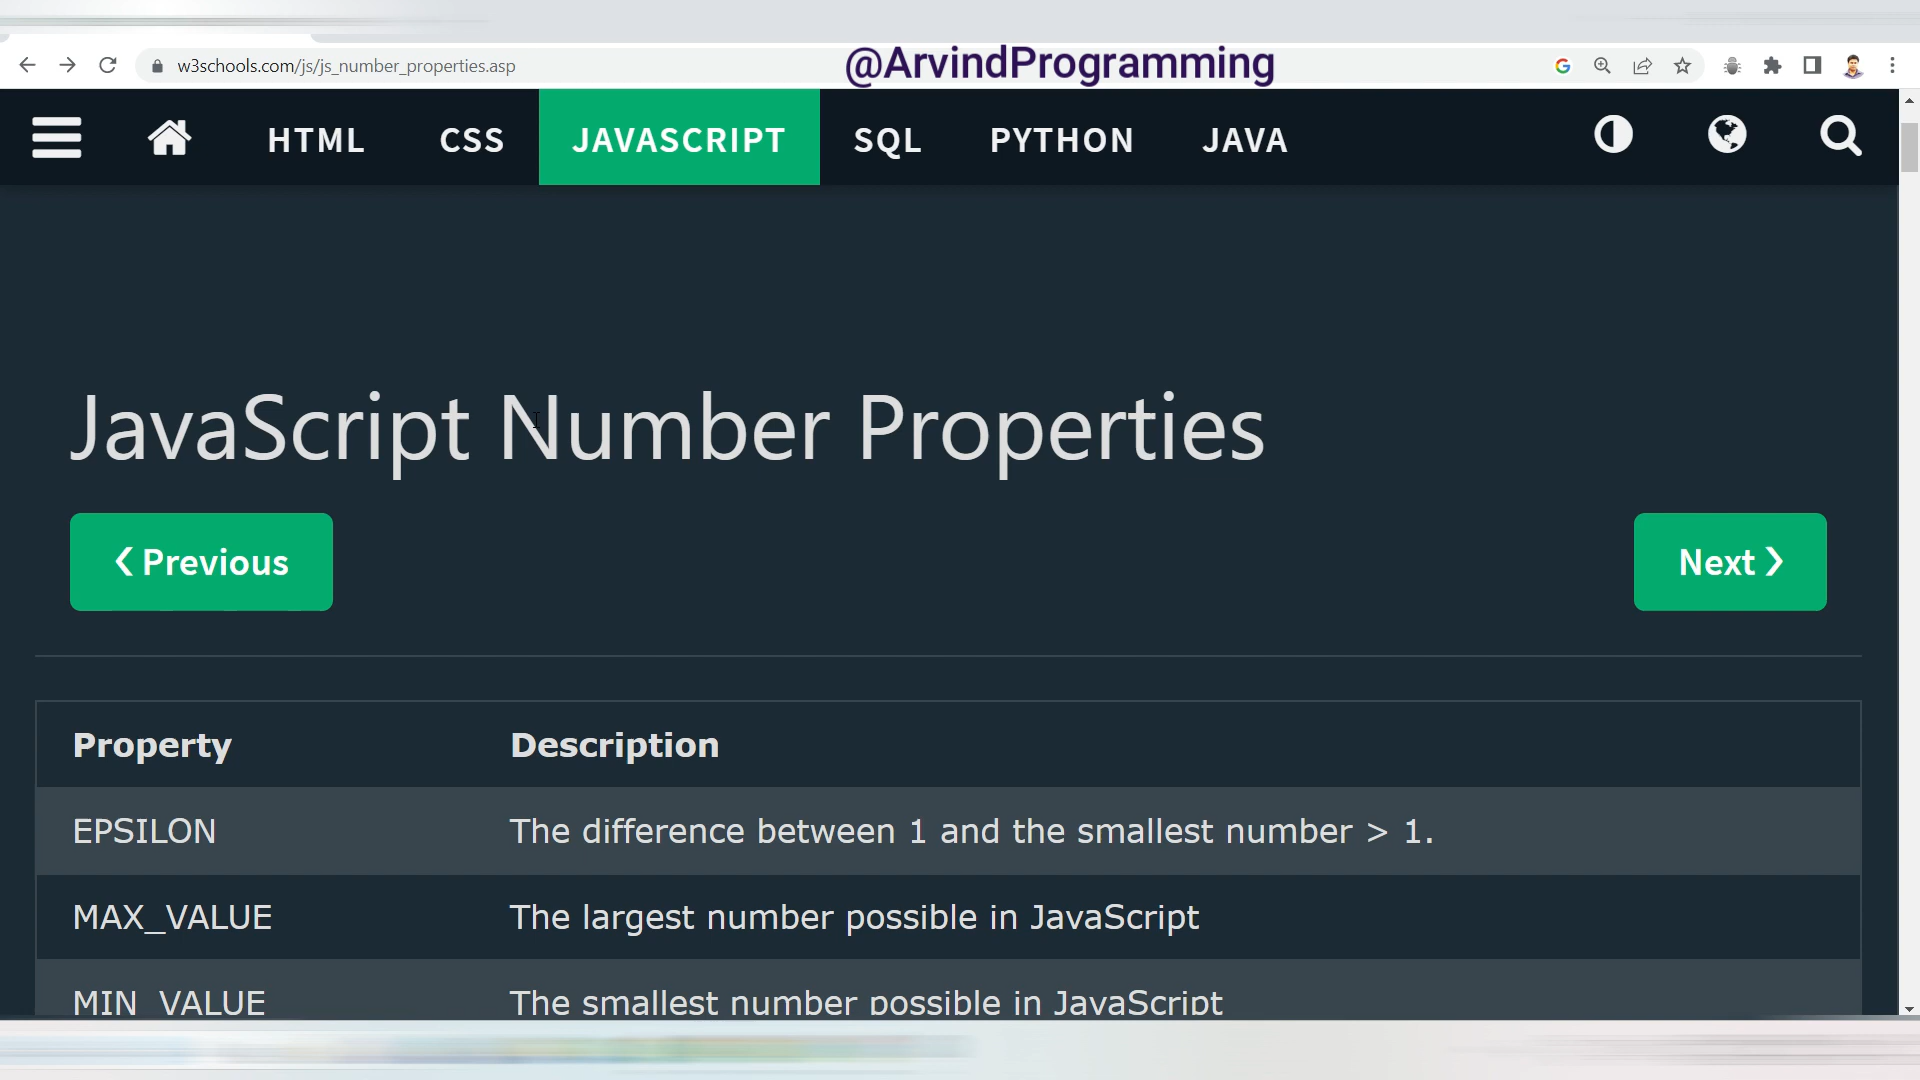 w3schools.com/js/js_number_properties.asp
@ArvindProgramming
HTML CSS JAVASCRIPT SQL PYTHON JAVA
JavaScript Number Properties
❮ Previous
Next ❯
Property Description
EPSILON The difference between 1 and the smallest number > 1.
MAX_VALUE The largest number possible in JavaScript
MIN_VALUE The smallest number possible in JavaScript